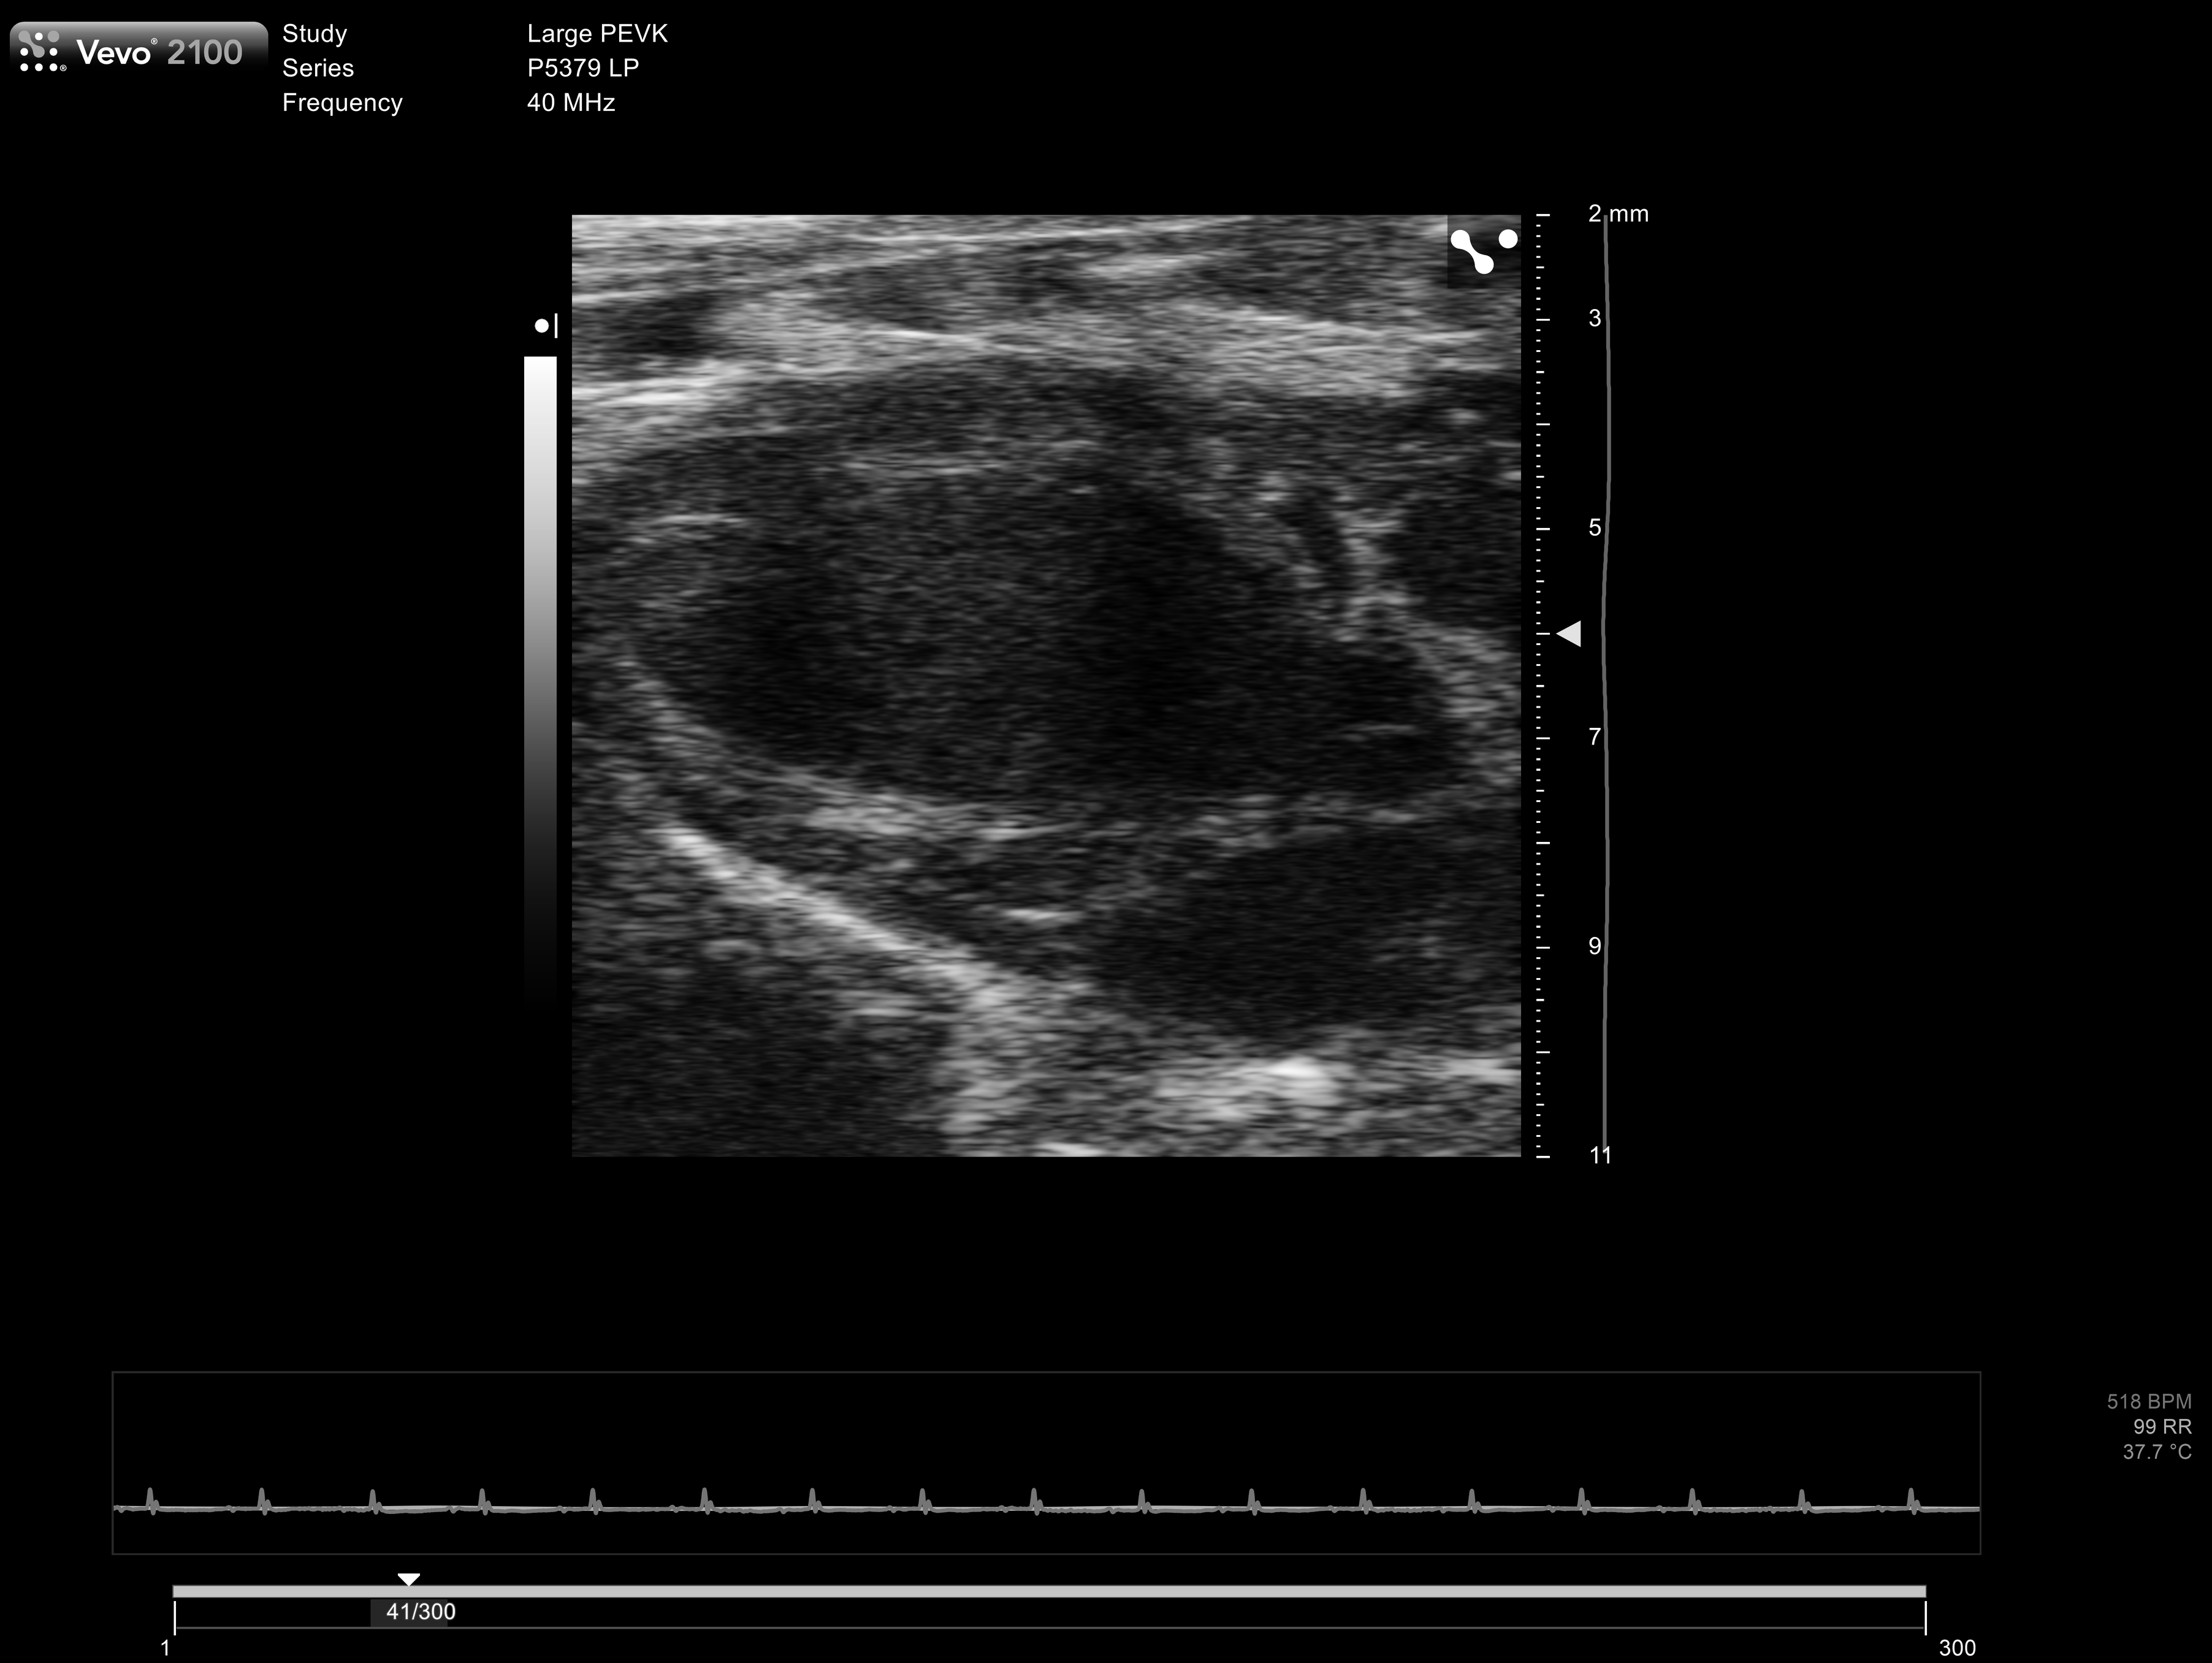 Vevo® 2100
Study Large PEVK
Series P5379 LP
Frequency 40 MHz
2 mm
3
5
7
9
11
518 BPM
99 RR
37.7 °C
41/300
1
300